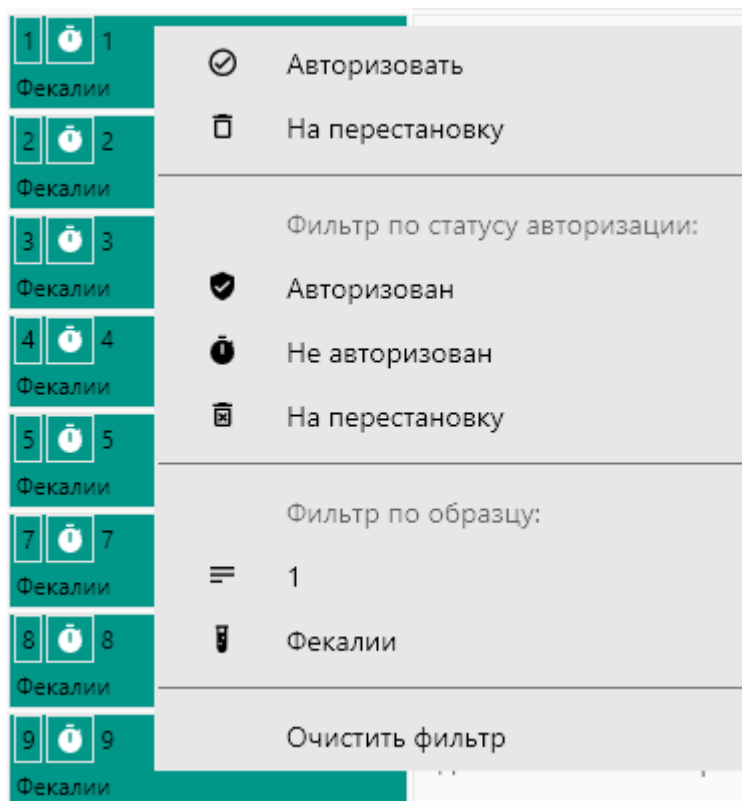 1 1
Фекалии
2 2
Фекалии
3 3
Фекалии
4 4
Фекалии
5 5
Фекалии
7 7
Фекалии
8 8
Фекалии
9 9
Фекалии
Авторизовать
На перестановку
Фильтр по статусу авторизации:
Авторизован
Не авторизован
На перестановку
Фильтр по образцу:
1
Фекалии
Очистить фильтр